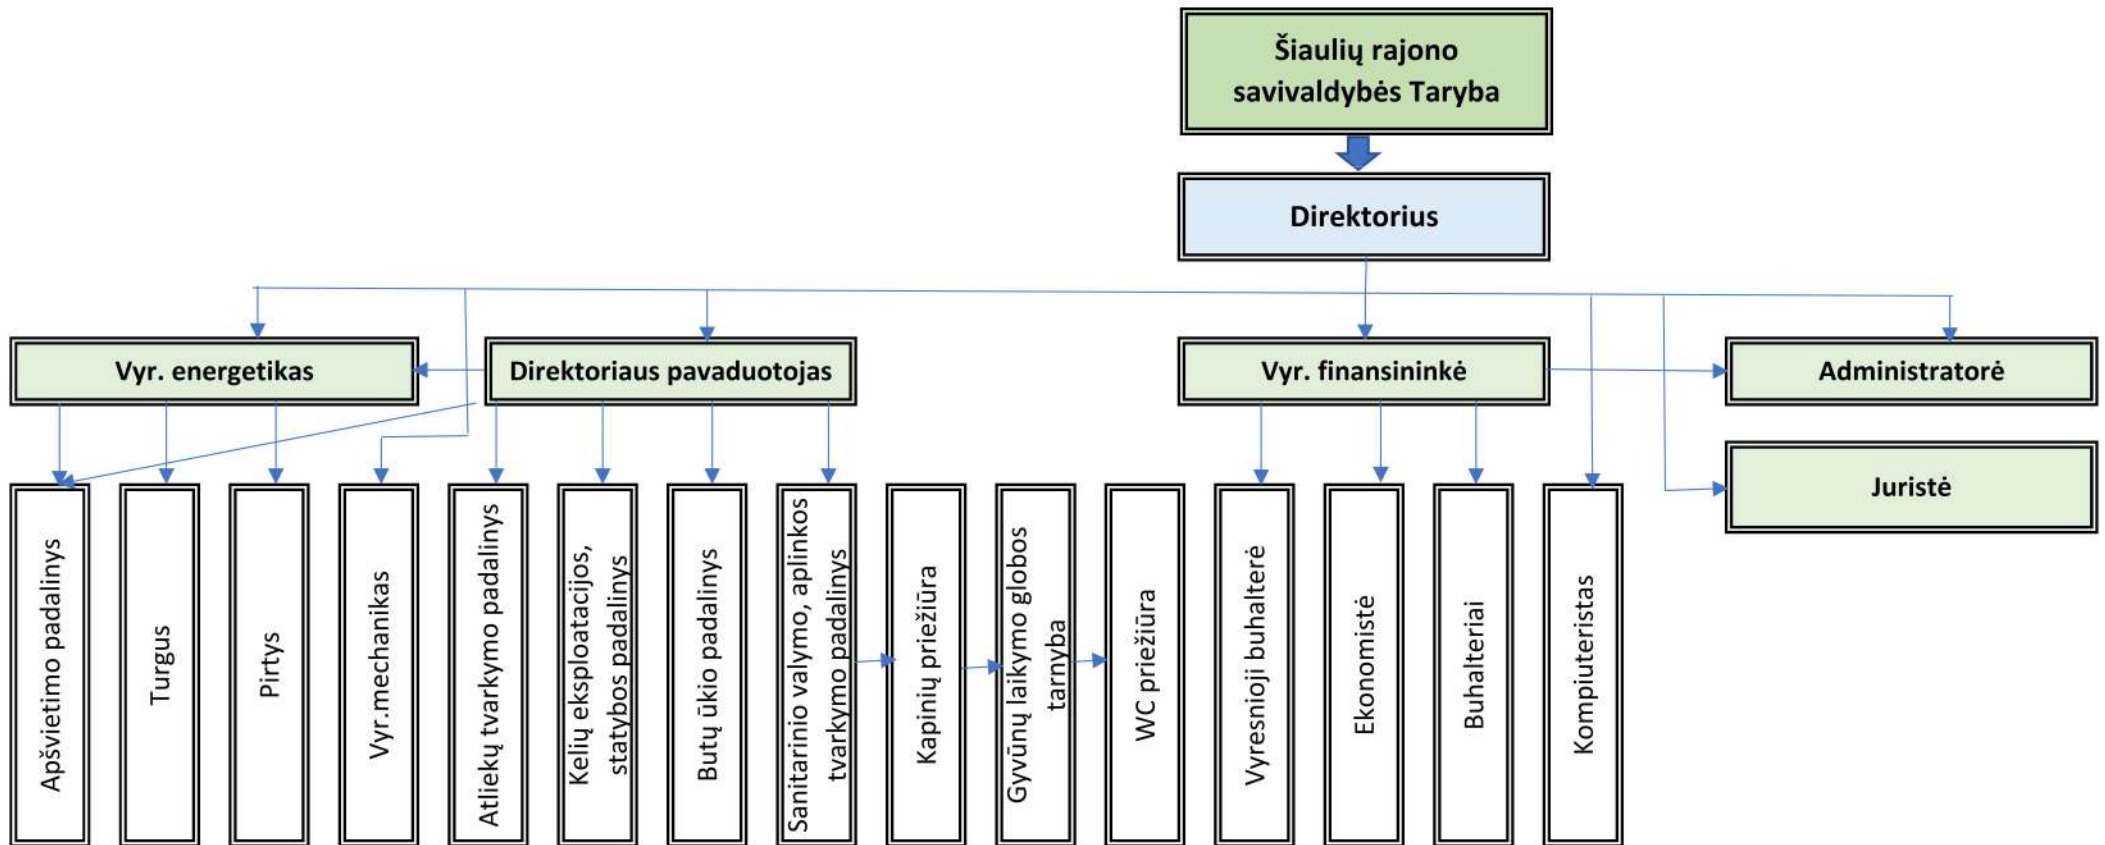 Šiaulių rajono
savivaldybės Taryba
Direktorius
Vyr. energetikas
Direktoriaus pavaduotojas
Vyr. finansininkė
Administratorė
Juristė
Apšvietimo padalinys
Turgus
Pirtys
Vyr.mechanikas
Atliekų tvarkymo padalinys
Kelių eksploatacijos,
statybos padalinys
Butų ūkio padalinys
Sanitarinio valymo, aplinkos
tvarkymo padalinys
Kapinių priežiūra
Gyvūnų laikymo globos
tarnyba
WC priežiūra
Vyresnioji buhalterė
Ekonomistė
Buhalteriai
Kompiuteristas